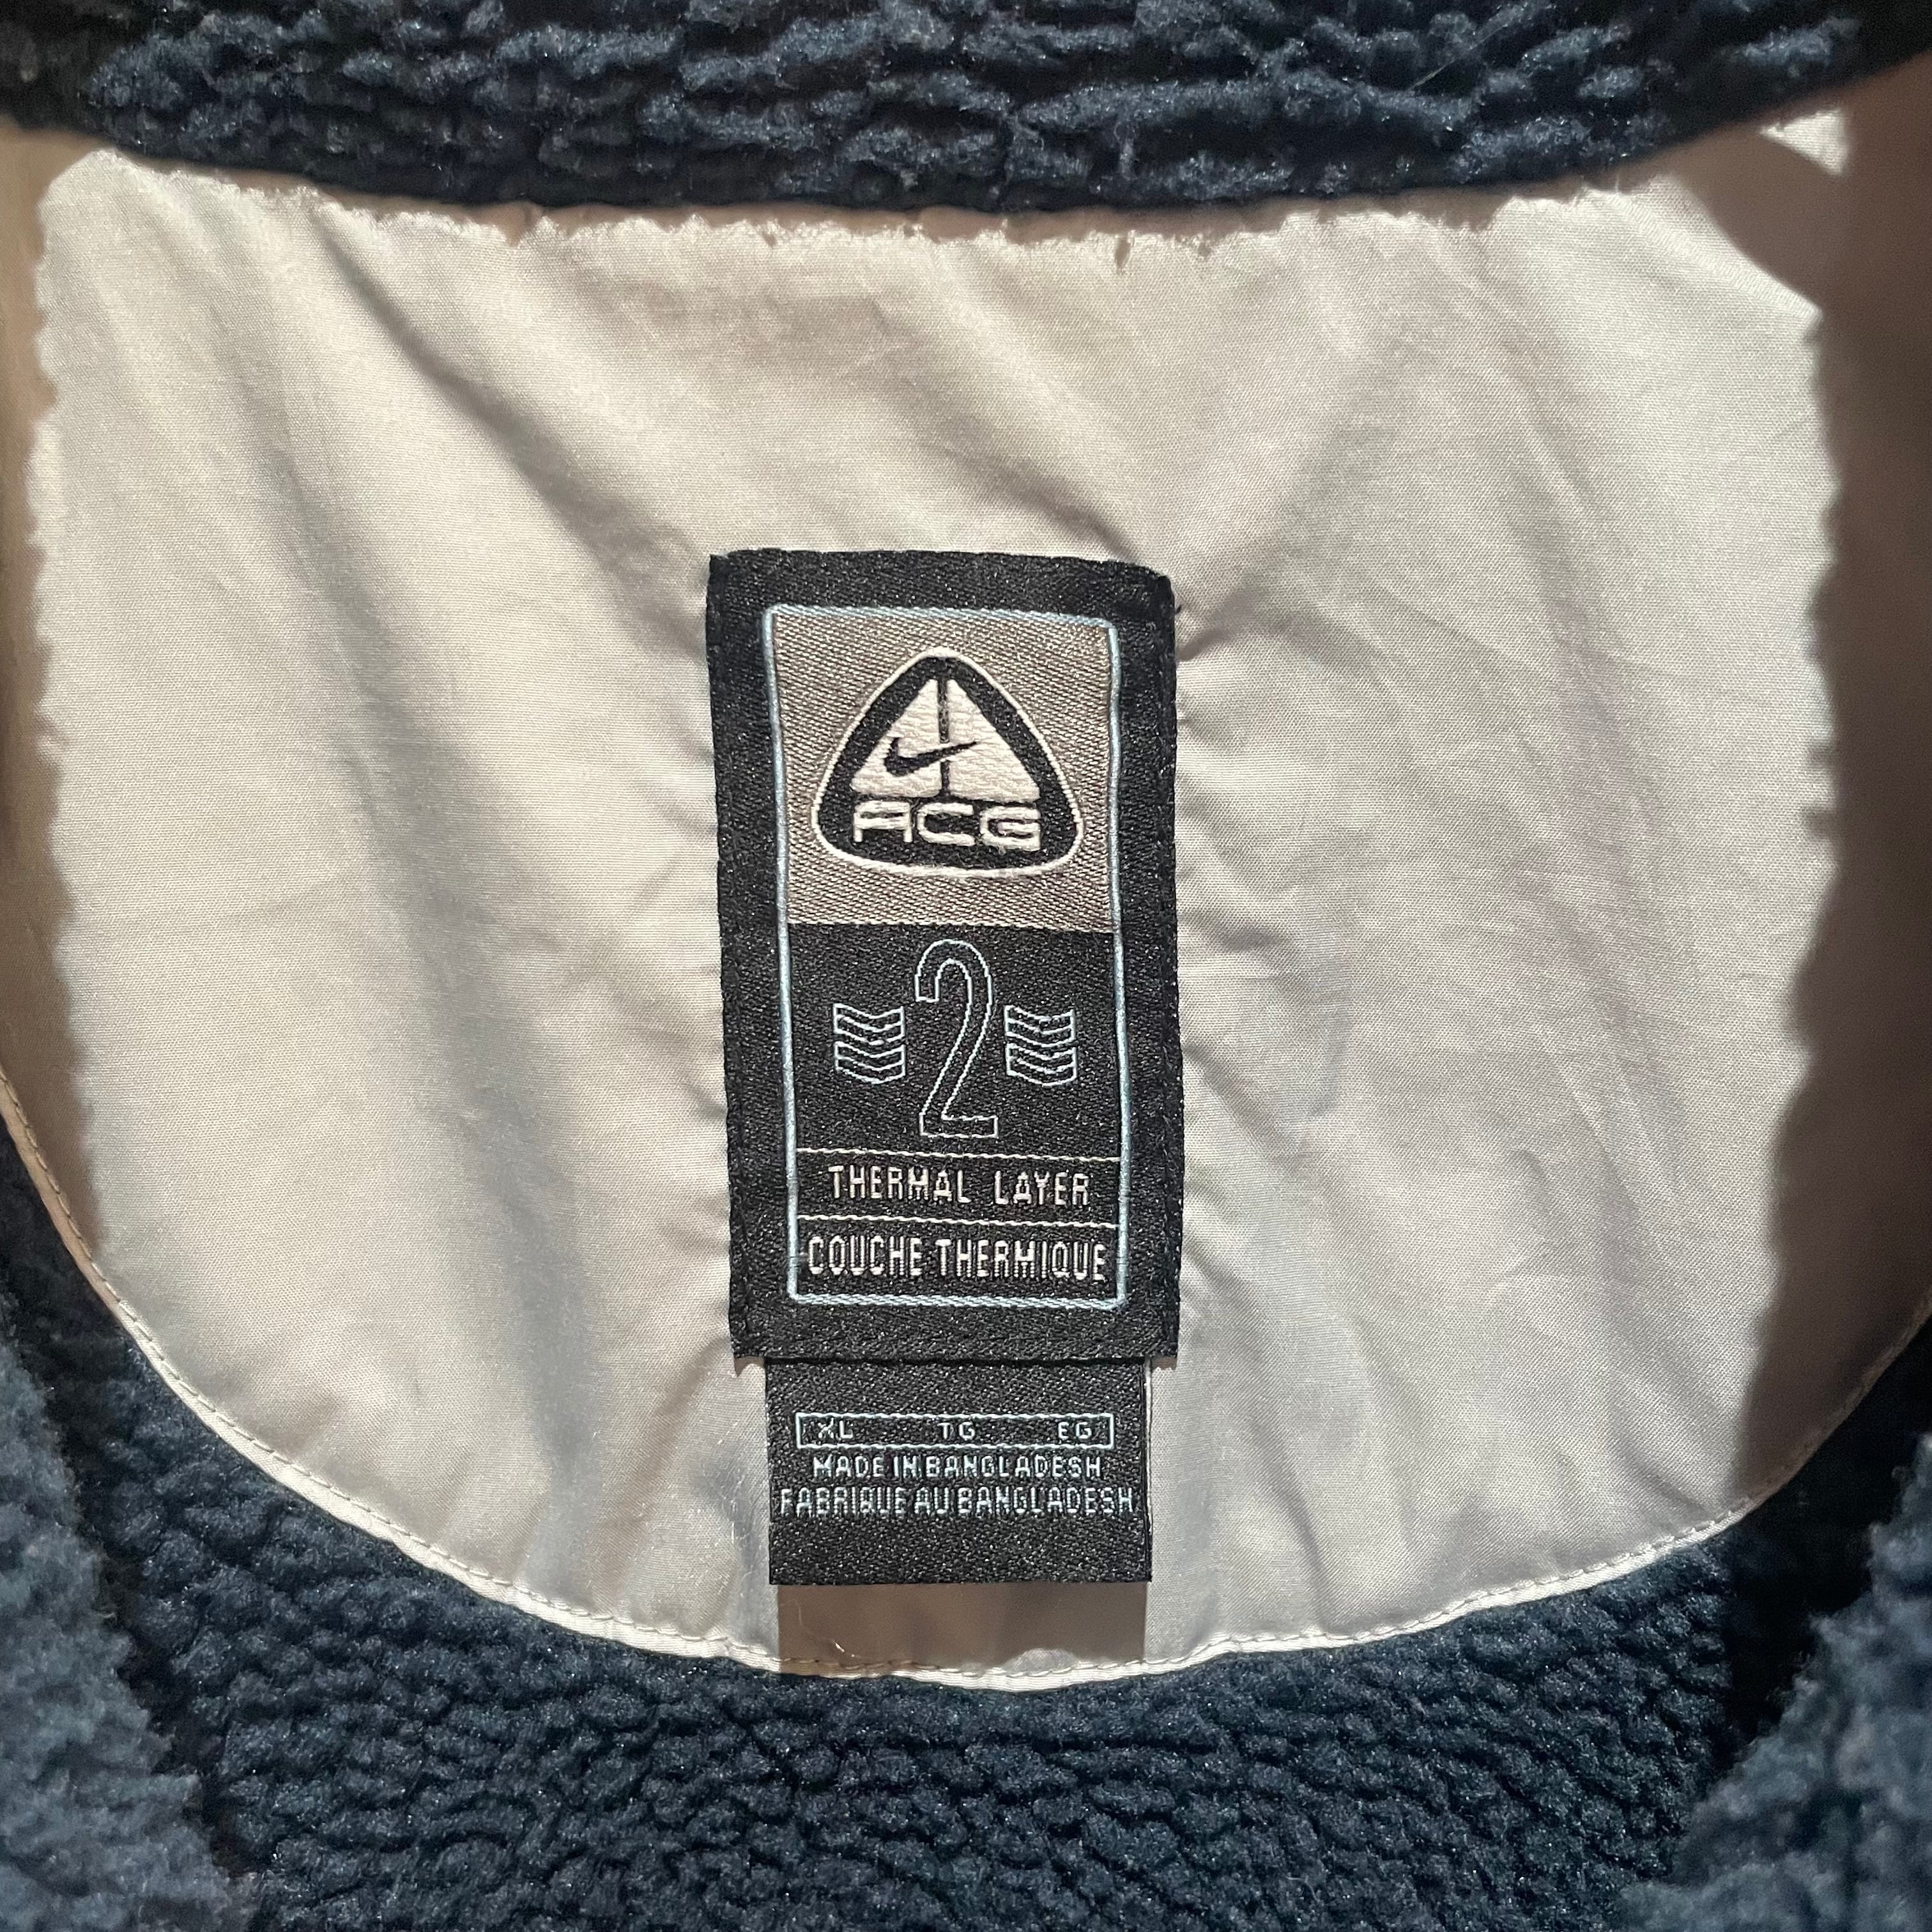 ACG
2
THERMAL LAYER
COUCHE THERMIQUE
XL TG EG
MADE IN BANGLADESH
FABRIQUE AU BANGLADESH